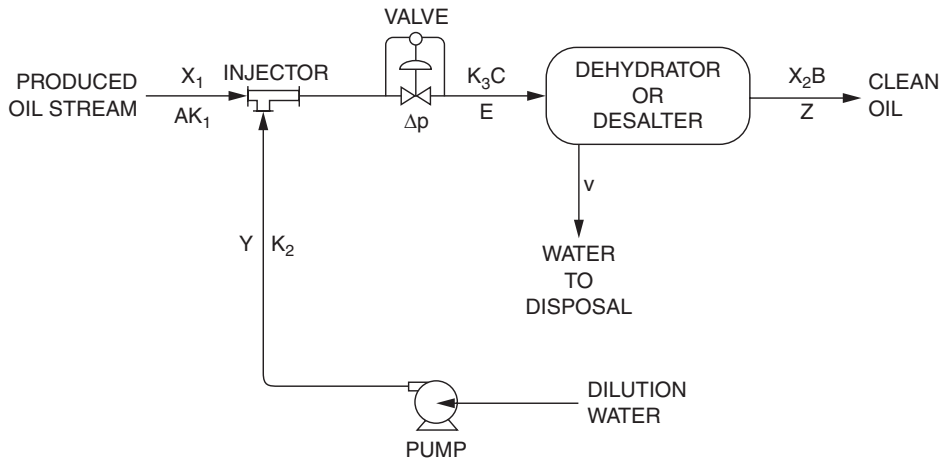 VALVE
PRODUCED
OIL STREAM
X₁
AK₁
INJECTOR
Δp
K₃C
E
DEHYDRATOR
OR
DESALTER
X₂B
Z
CLEAN
OIL
v
WATER
TO
DISPOSAL
Y
K₂
DILUTION
WATER
PUMP